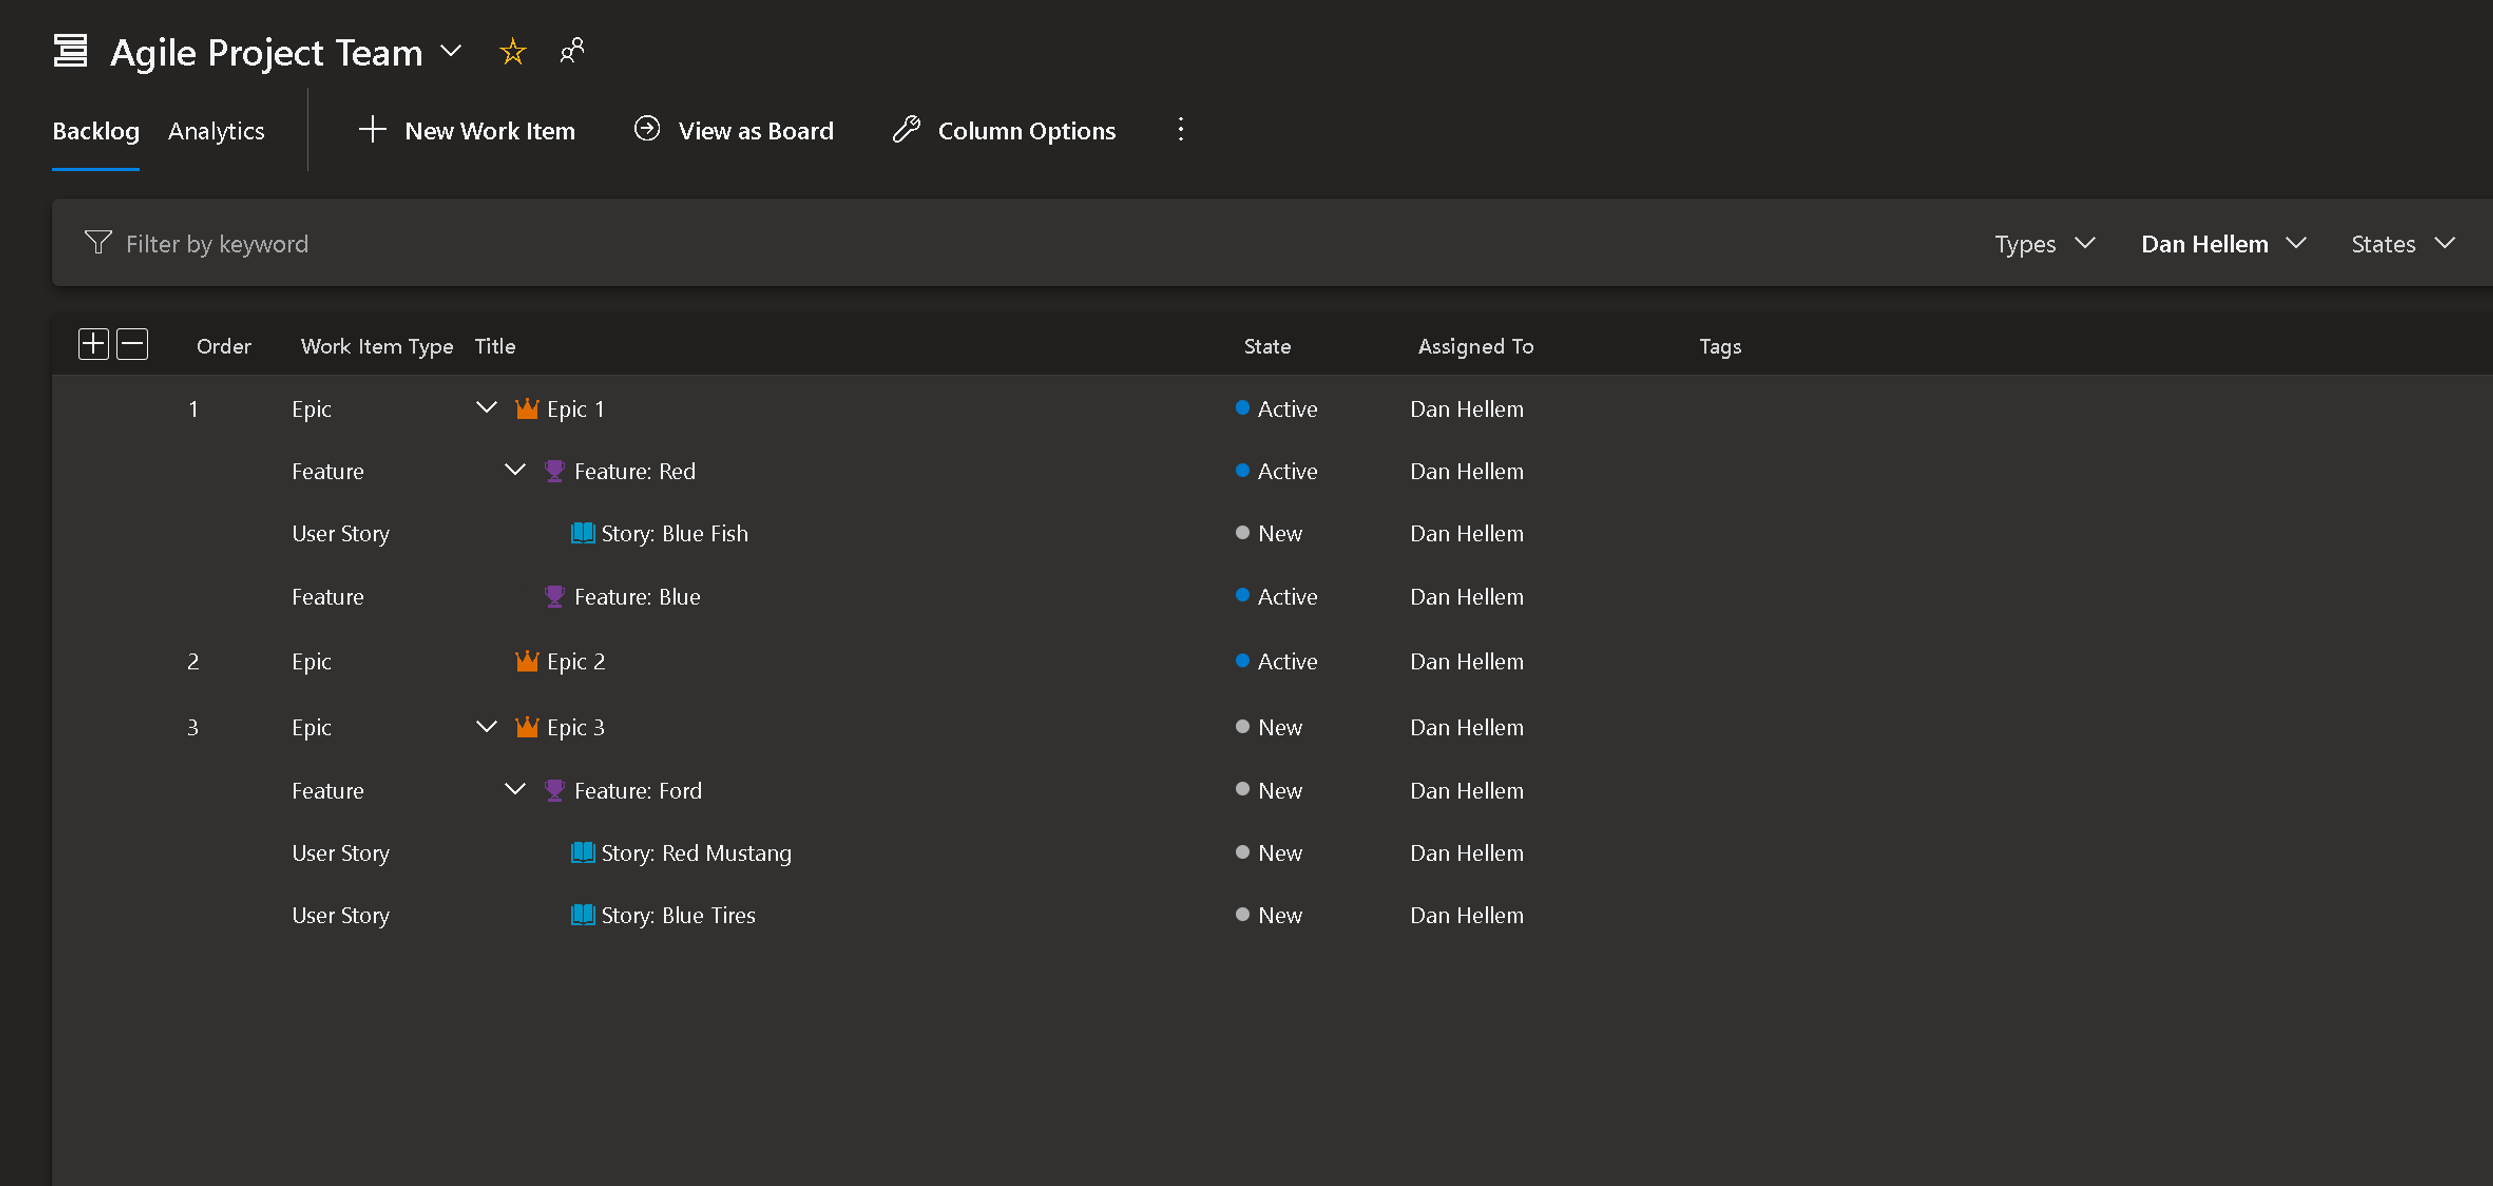 Agile Project Team
Backlog Analytics New Work Item View as Board Column Options
Filter by keyword Types Dan Hellem States
Order Work Item Type Title State Assigned To Tags
1 Epic Epic 1 Active Dan Hellem
Feature Feature: Red Active Dan Hellem
User Story Story: Blue Fish New Dan Hellem
Feature Feature: Blue Active Dan Hellem
2 Epic Epic 2 Active Dan Hellem
3 Epic Epic 3 New Dan Hellem
Feature Feature: Ford New Dan Hellem
User Story Story: Red Mustang New Dan Hellem
User Story Story: Blue Tires New Dan Hellem